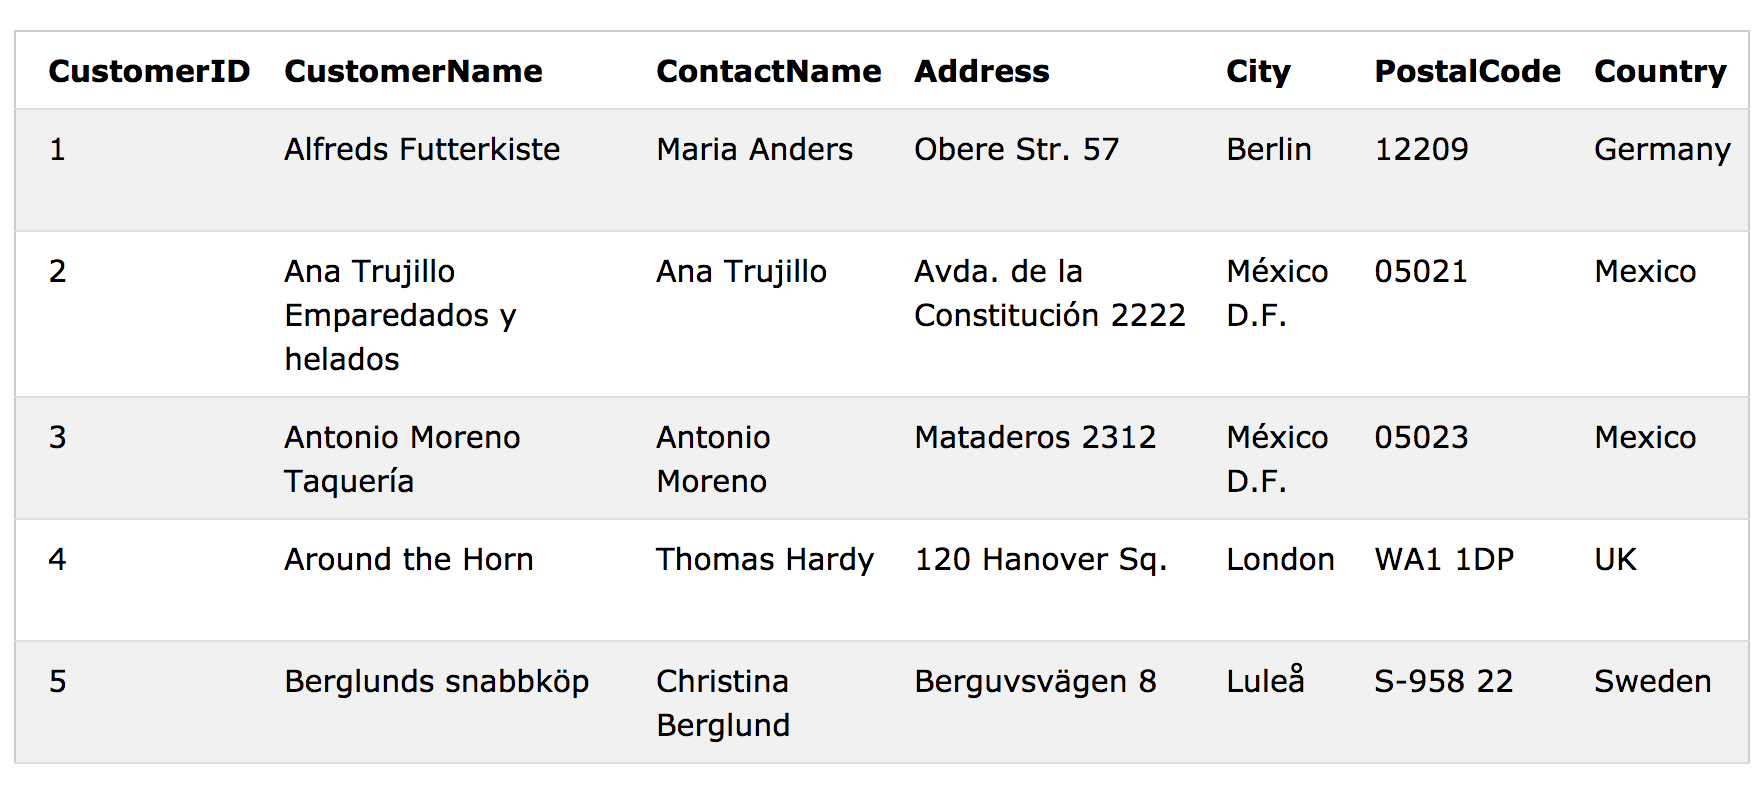 CustomerID CustomerName ContactName Address City PostalCode Country
1 Alfreds Futterkiste Maria Anders Obere Str. 57 Berlin 12209 Germany
2 Ana Trujillo Ana Trujillo Avda. de la México 05021 Mexico
Emparedados y Constitución 2222 D.F.
helados
3 Antonio Moreno Antonio Mataderos 2312 México 05023 Mexico
Taquería Moreno D.F.
4 Around the Horn Thomas Hardy 120 Hanover Sq. London WA1 1DP UK
5 Berglunds snabbköp Christina Berguvsvägen 8 Luleå S-958 22 Sweden
Berglund